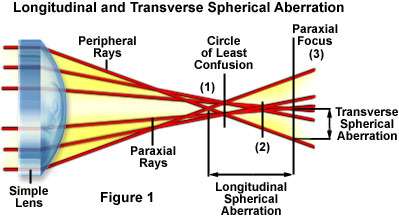 Longitudinal and Transverse Spherical Aberration
Peripheral
Rays
Circle
of Least
Confusion
Paraxial
Focus
(3)
(1)
Transverse
Spherical
Aberration
(2)
Paraxial
Rays
Simple
Lens
Figure 1
Longitudinal
Spherical
Aberration